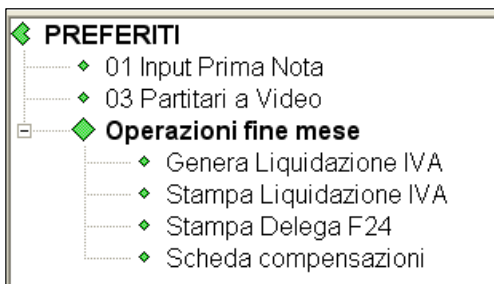 PREFERITI
01 Input Prima Nota
03 Partitari a Video
Operazioni fine mese
Genera Liquidazione IVA
Stampa Liquidazione IVA
Stampa Delega F24
Scheda compensazioni